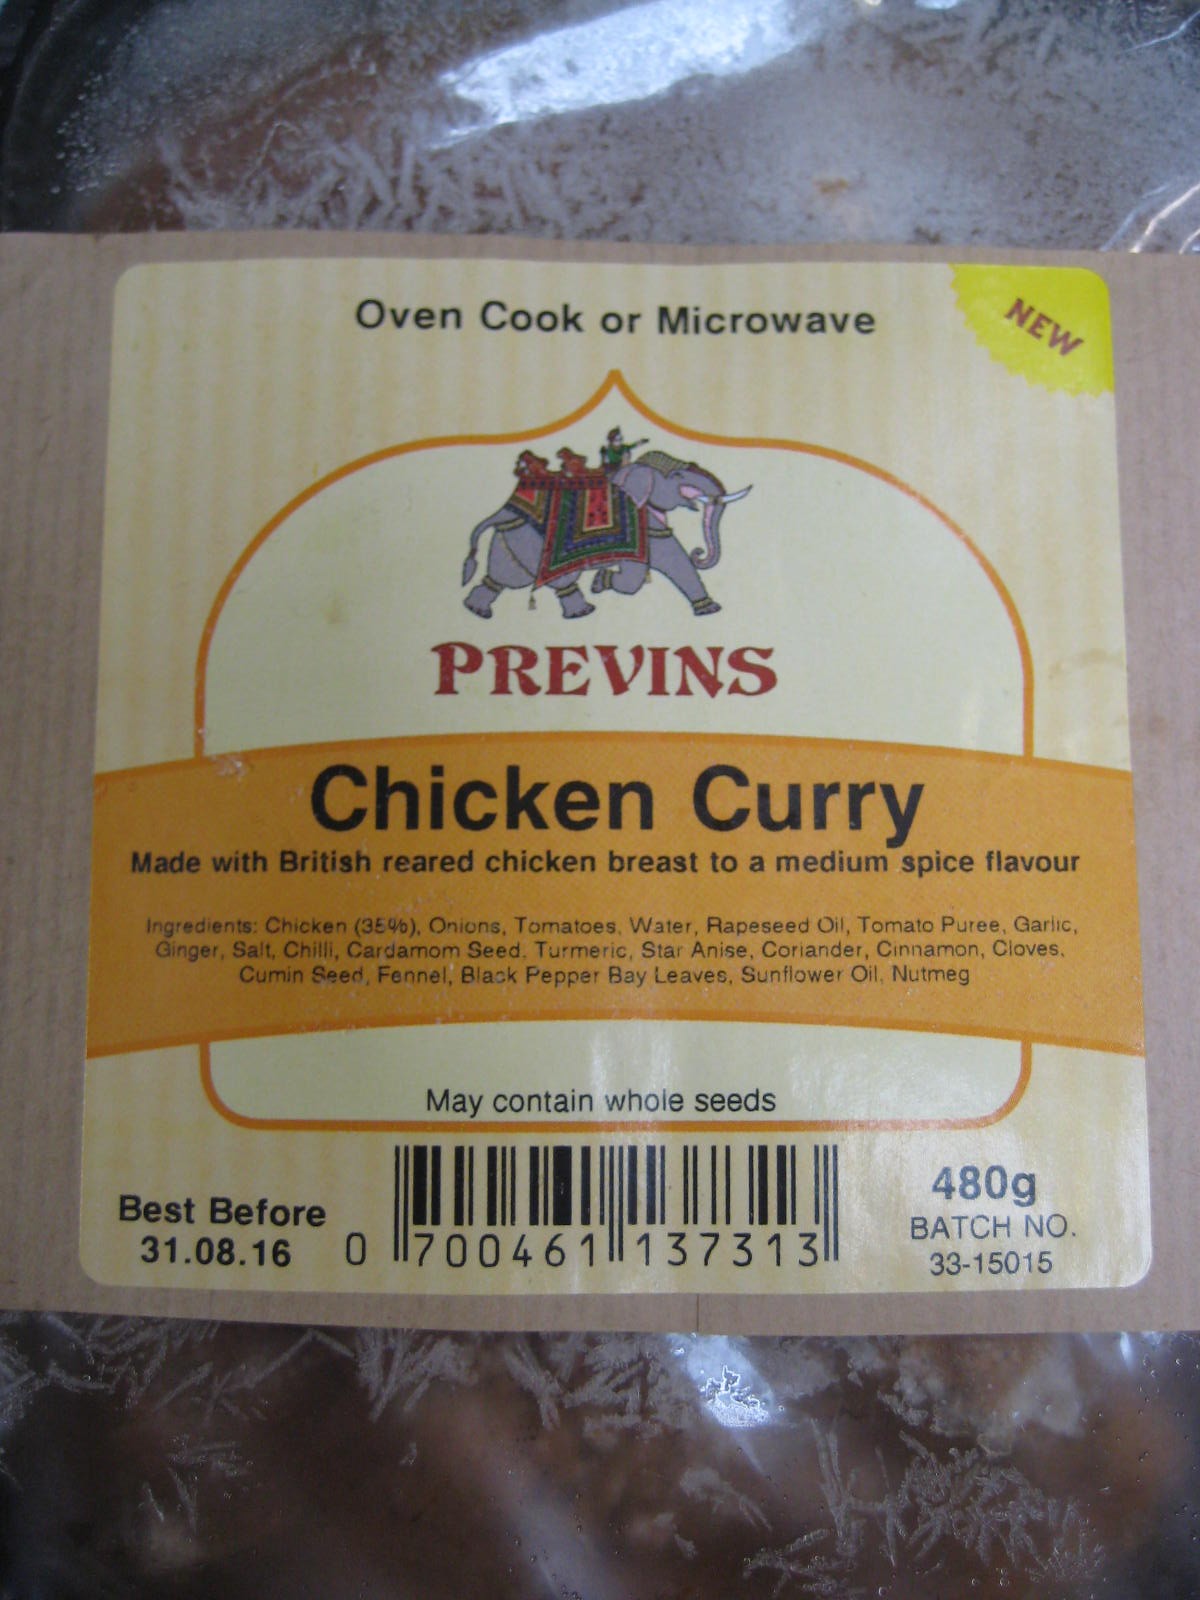 Oven Cook or Microwave
NEW
PREVINS
Chicken Curry
Made with British reared chicken breast to a medium spice flavour
Ingredients: Chicken (35%), Onions, Tomatoes, Water, Rapeseed Oil, Tomato Puree, Garlic,
Ginger, Salt, Chilli, Cardamom Seed, Turmeric, Star Anise, Coriander, Cinnamon, Cloves,
Cumin Seed, Fennel, Black Pepper Bay Leaves, Sunflower Oil, Nutmeg
May contain whole seeds
Best Before
31.08.16
0 700461 137313
480g
BATCH NO.
33-15015